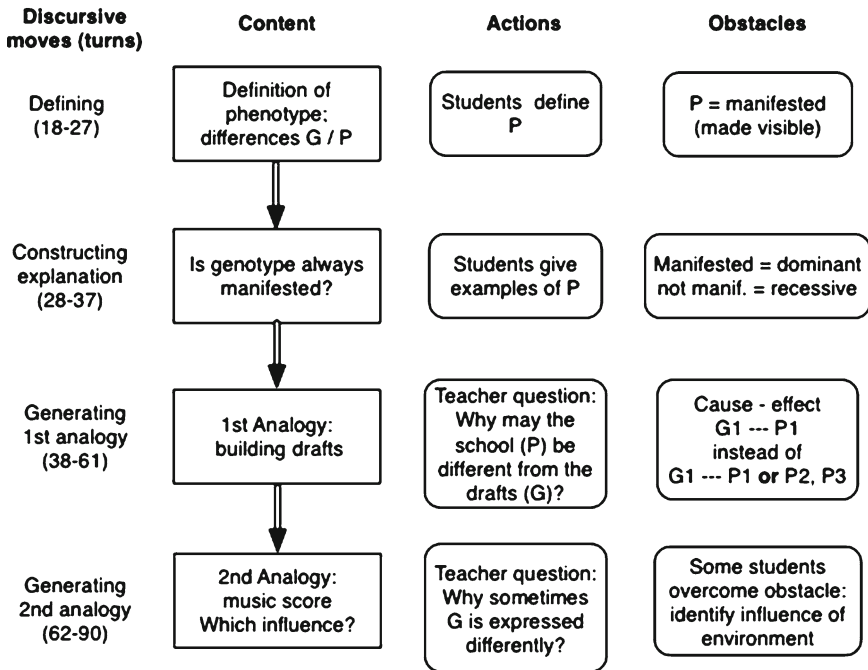 Discursive
moves (turns)
Content
Actions
Obstacles
Defining
(18-27)
Definition of
phenotype;
differences G / P
Students define
P
P = manifested
(made visible)
Constructing
explanation
(28-37)
Is genotype always
manifested?
Students give
examples of P
Manifested = dominant
not manif. = recessive
Generating
1st analogy
(38-61)
1st Analogy:
building drafts
Teacher question:
Why may the
school (P) be
different from the
drafts (G)?
Cause - effect
G1 --- P1
instead of
G1 --- P1 or P2, P3
Generating
2nd analogy
(62-90)
2nd Analogy:
music score
Which influence?
Teacher question:
Why sometimes
G is expressed
differently?
Some students
overcome obstacle:
identify influence of
environment